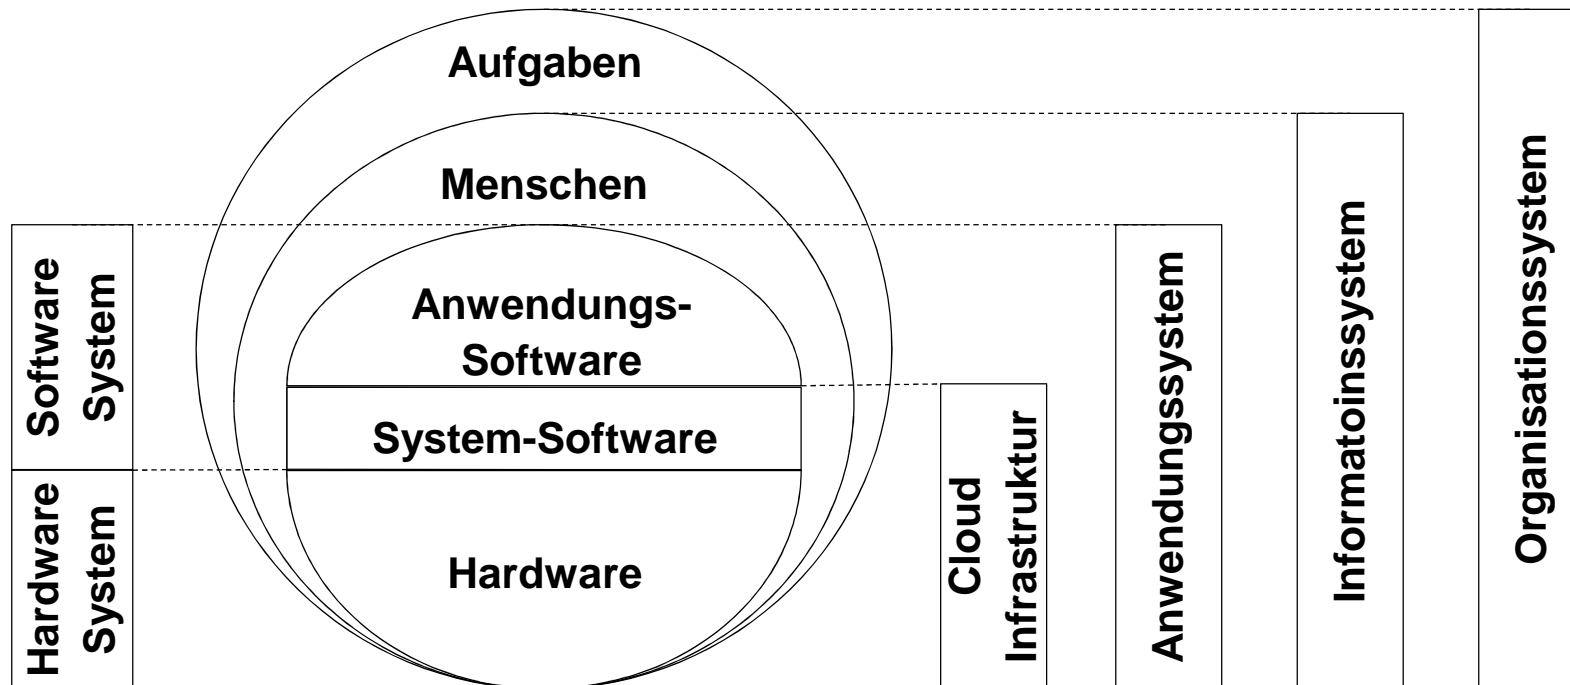 Aufgaben
Menschen
Anwendungs-
Software
System-Software
Hardware
Software
System
Hardware
System
Cloud
Infrastruktur
Anwendungssystem
Informatoinssystem
Organisationssystem